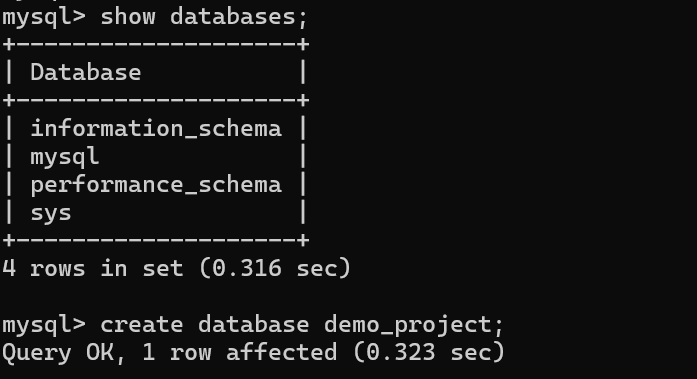 mysql> show databases;
+--------------------+
| Database           |
+--------------------+
| information_schema |
| mysql              |
| performance_schema |
| sys                |
+--------------------+
4 rows in set (0.316 sec)

mysql> create database demo_project;
Query OK, 1 row affected (0.323 sec)